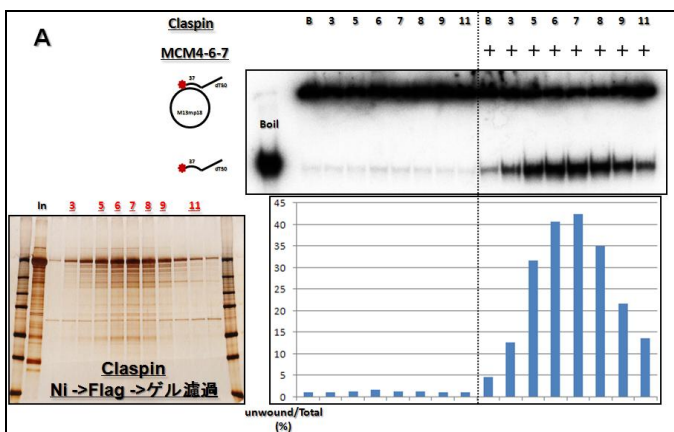 A
Claspin B 3 5 6 7 8 9 11 B 3 5 6 7 8 9 11
MCM4-6-7 + + + + + + + +
37
dT50
M13mp18
Boil
37
dT50
In 3 5 6 7 8 9 11
45
40
35
30
25
20
15
10
5
0
Claspin
Ni ->Flag ->ゲル濾過
unwound/Total
(%)